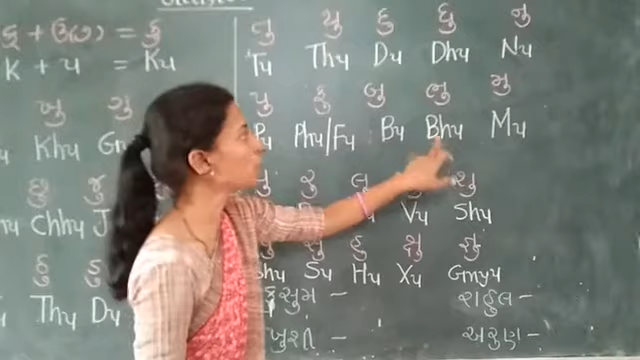 ક્ + ઉ(ુ) = કુ તુ થુ દુ ધુ નુ
K + u = Ku Tu Thu Du Dhu Nu
ખુ ગુ પુ ફુ બુ ભુ મુ
Khu Pu Phu/Fu Bu Bhu Mu
છુ જુ રુ લુ શુ
Chhu Vu Shu
ઠુ ડુ સુ હુ ક્ષુ જ્ઞુ
Thu Du Shu Su Hu Xu Gnyu
કુસુમ – રાહુલ –
અરુણ –